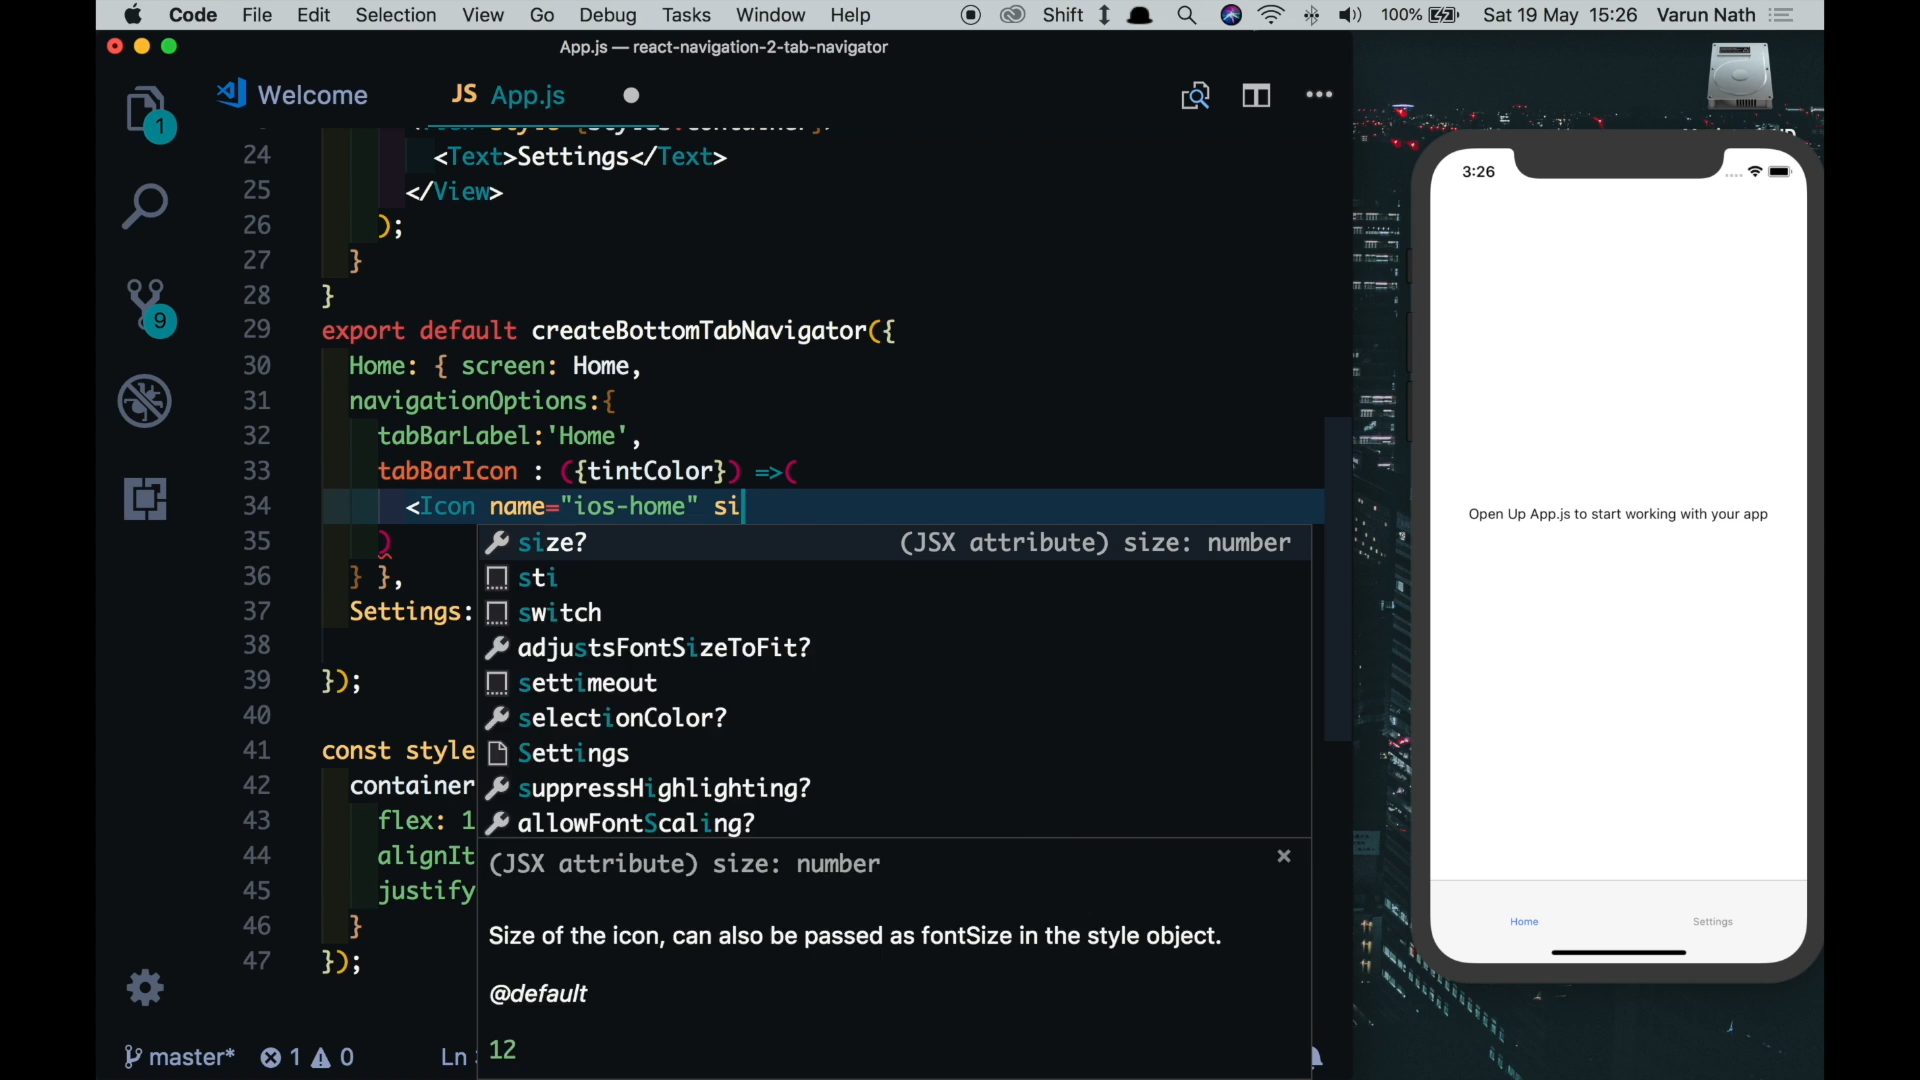 Code File Edit Selection View Go Debug Tasks Window Help Shift 100% Sat 19 May 15:26 Varun Nath
App.js — react-navigation-2-tab-navigator
Welcome JS App.js
1
9
24 <Text>Settings</Text>
25 </View>
26 );
27 }
28 }
29 export default createBottomTabNavigator({
30 Home: { screen: Home,
31 navigationOptions:{
32 tabBarLabel:'Home',
33 tabBarIcon : ({tintColor}) =>(
34 <Icon name="ios-home" si
35 )
36 } },
37 Settings:
38
39 });
40
41 const style
42 container
43 flex: 1
44 alignIt
45 justify
46 }
47 });
size? (JSX attribute) size: number
sti
switch
adjustsFontSizeToFit?
settimeout
selectionColor?
Settings
suppressHighlighting?
allowFontScaling?
(JSX attribute) size: number
Size of the icon, can also be passed as fontSize in the style object.
@default
12
master* 1 0 Ln
3:26
Open Up App.js to start working with your app
Home Settings